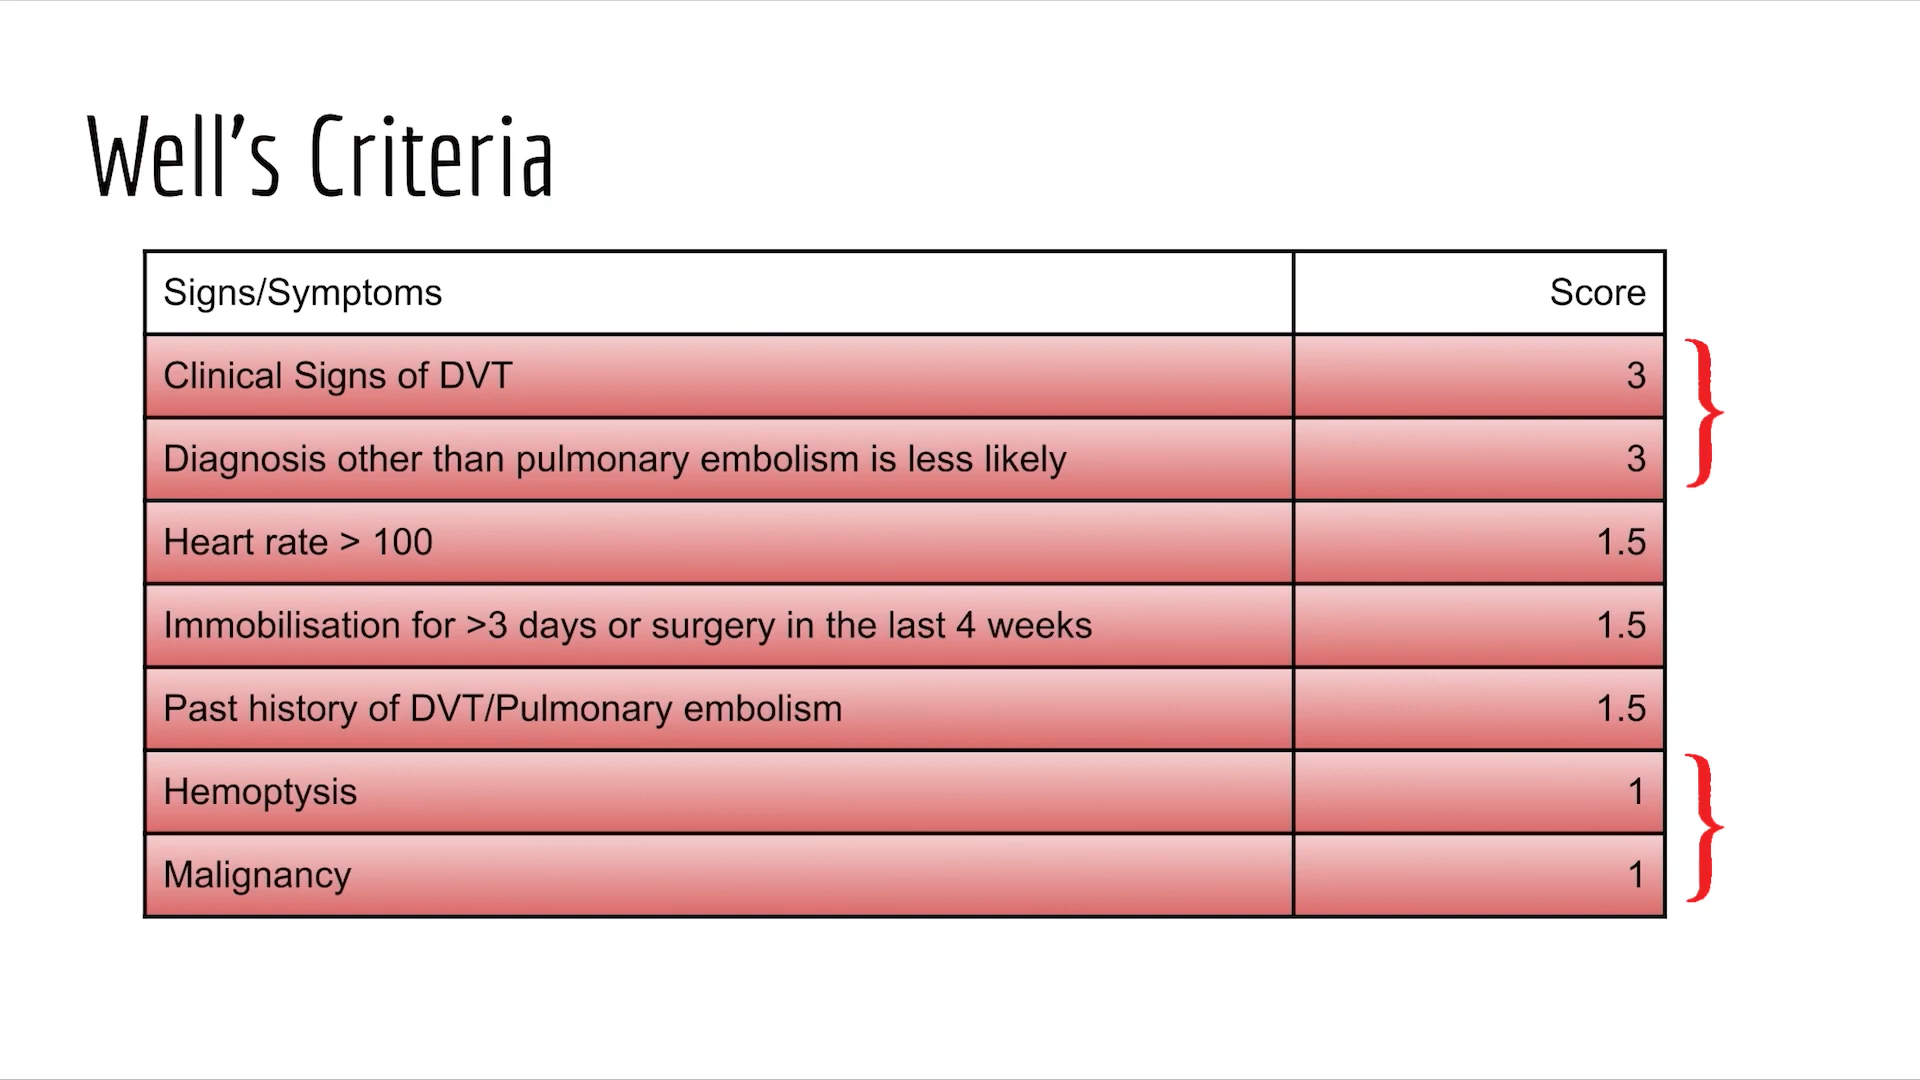 Well’s Criteria
Signs/Symptoms Score
Clinical Signs of DVT 3
Diagnosis other than pulmonary embolism is less likely 3
Heart rate > 100 1.5
Immobilisation for >3 days or surgery in the last 4 weeks 1.5
Past history of DVT/Pulmonary embolism 1.5
Hemoptysis 1
Malignancy 1